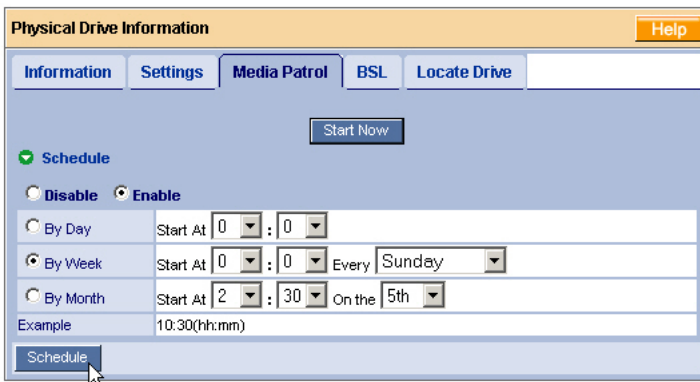 Physical Drive Information Help
Information Settings Media Patrol BSL Locate Drive
Start Now
Schedule
Disable Enable
By Day Start At 0 : 0
By Week Start At 0 : 0 Every Sunday
By Month Start At 2 : 30 On the 5th
Example 10:30(hh:mm)
Schedule